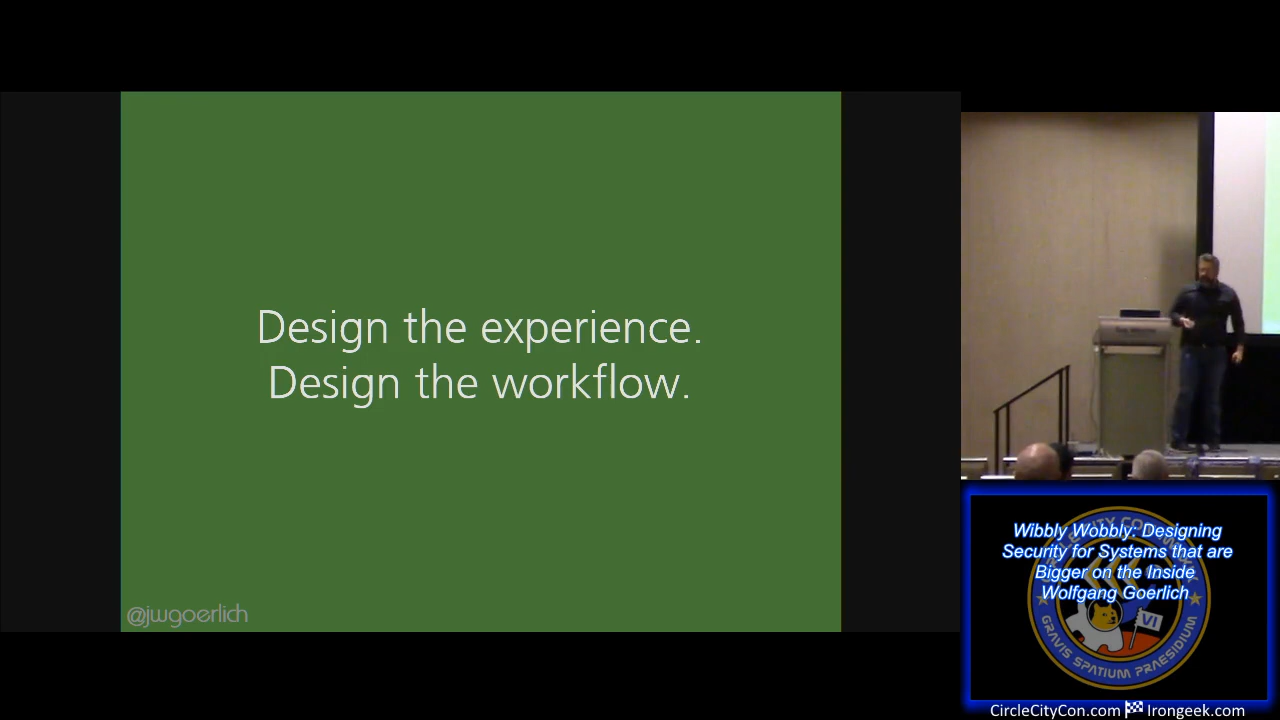 Design the experience.
Design the workflow.
@jwgoerlich
Wibbly Wobbly: Designing
Security for Systems that are
Bigger on the Inside
Wolfgang Goerlich
VI
GRAVIS SPATIUM PRAESIDIUM
CircleCityCon.com
Irongeek.com